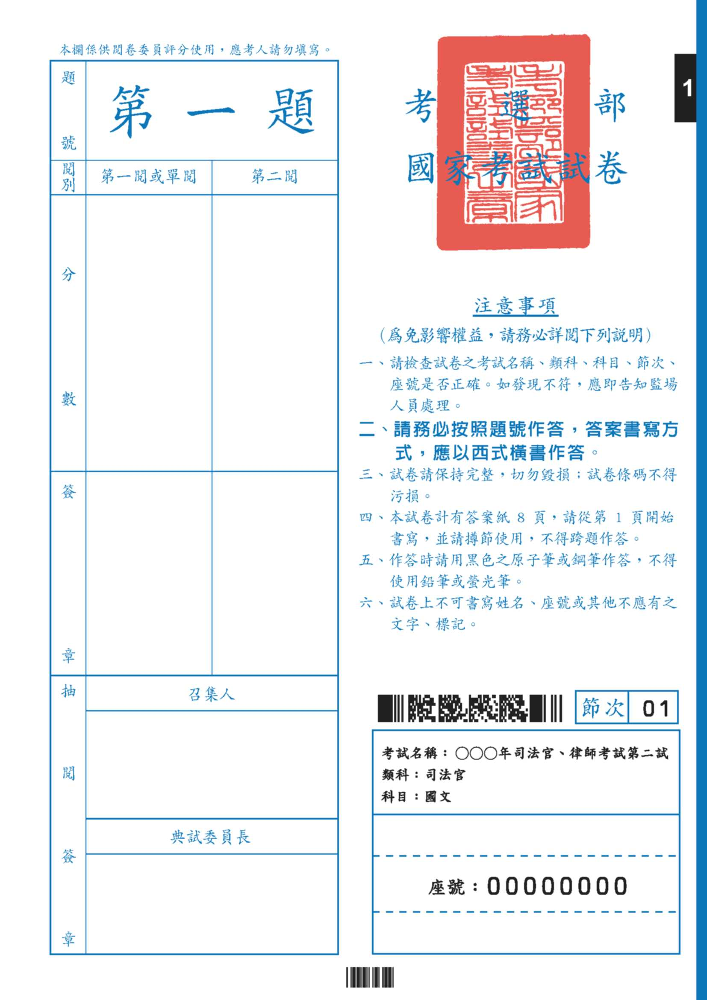 本欄係供閱卷委員評分使用，應考人請勿填寫。
題號
第一題
閱別
第一閱或單閱
第二閱
分數
簽章
抽閱簽章
召集人
典試委員長
1
考選部
國家考試試卷
注意事項
（為免影響權益，請務必詳閱下列說明）
一、請檢查試卷之考試名稱、類科、科目、節次、
座號是否正確。如發現不符，應即告知監場
人員處理。
二、請務必按照題號作答，答案書寫方
式，應以西式橫書作答。
三、試卷請保持完整，切勿毀損；試卷條碼不得
污損。
四、本試卷計有答案紙 8 頁，請從第 1 頁開始
書寫，並請撙節使用，不得跨題作答。
五、作答時請用黑色之原子筆或鋼筆作答，不得
使用鉛筆或螢光筆。
六、試卷上不可書寫姓名、座號或其他不應有之
文字、標記。
節次 01
考試名稱：○○○年司法官、律師考試第二試
類科：司法官
科目：國文
座號：00000000